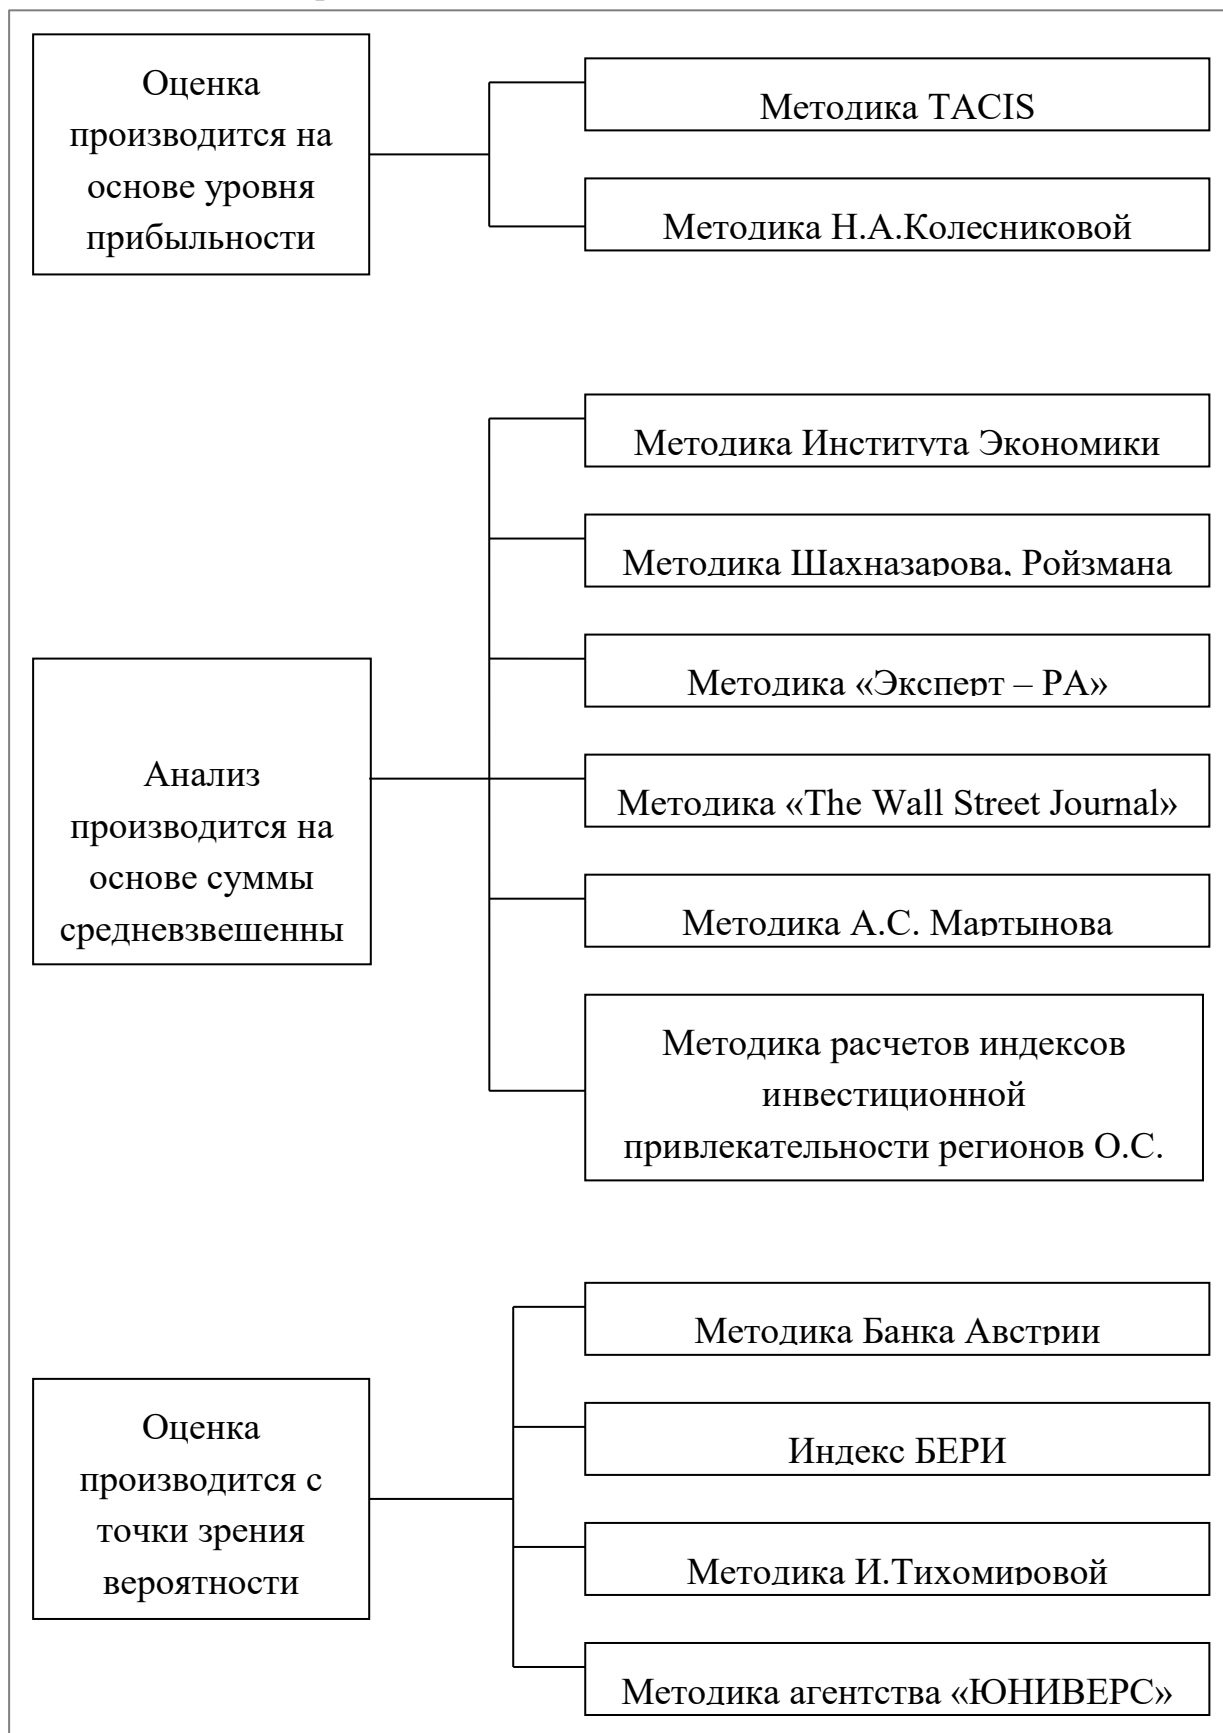 Оценка
производится на
основе уровня
прибыльности
Методика TACIS
Методика Н.А.Колесниковой
Анализ
производится на
основе суммы
средневзвешенны
Методика Института Экономики
Методика Шахназарова, Ройзмана
Методика «Эксперт – РА»
Методика «The Wall Street Journal»
Методика А.С. Мартынова
Методика расчетов индексов
инвестиционной
привлекательности регионов О.С.
Оценка
производится с
точки зрения
вероятности
Методика Банка Австрии
Индекс БЕРИ
Методика И.Тихомировой
Методика агентства «ЮНИВЕРС»